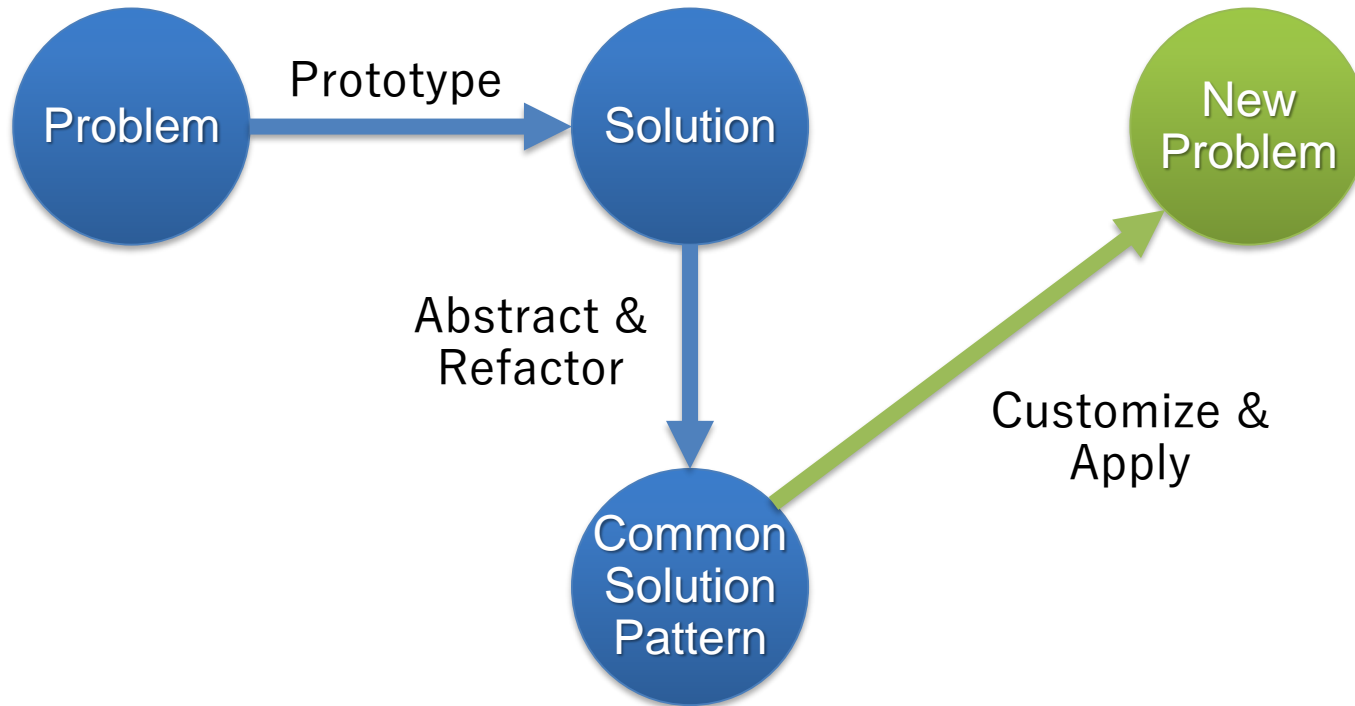 Problem
Prototype
Solution
New
Problem
Abstract &
Refactor
Customize &
Apply
Common
Solution
Pattern